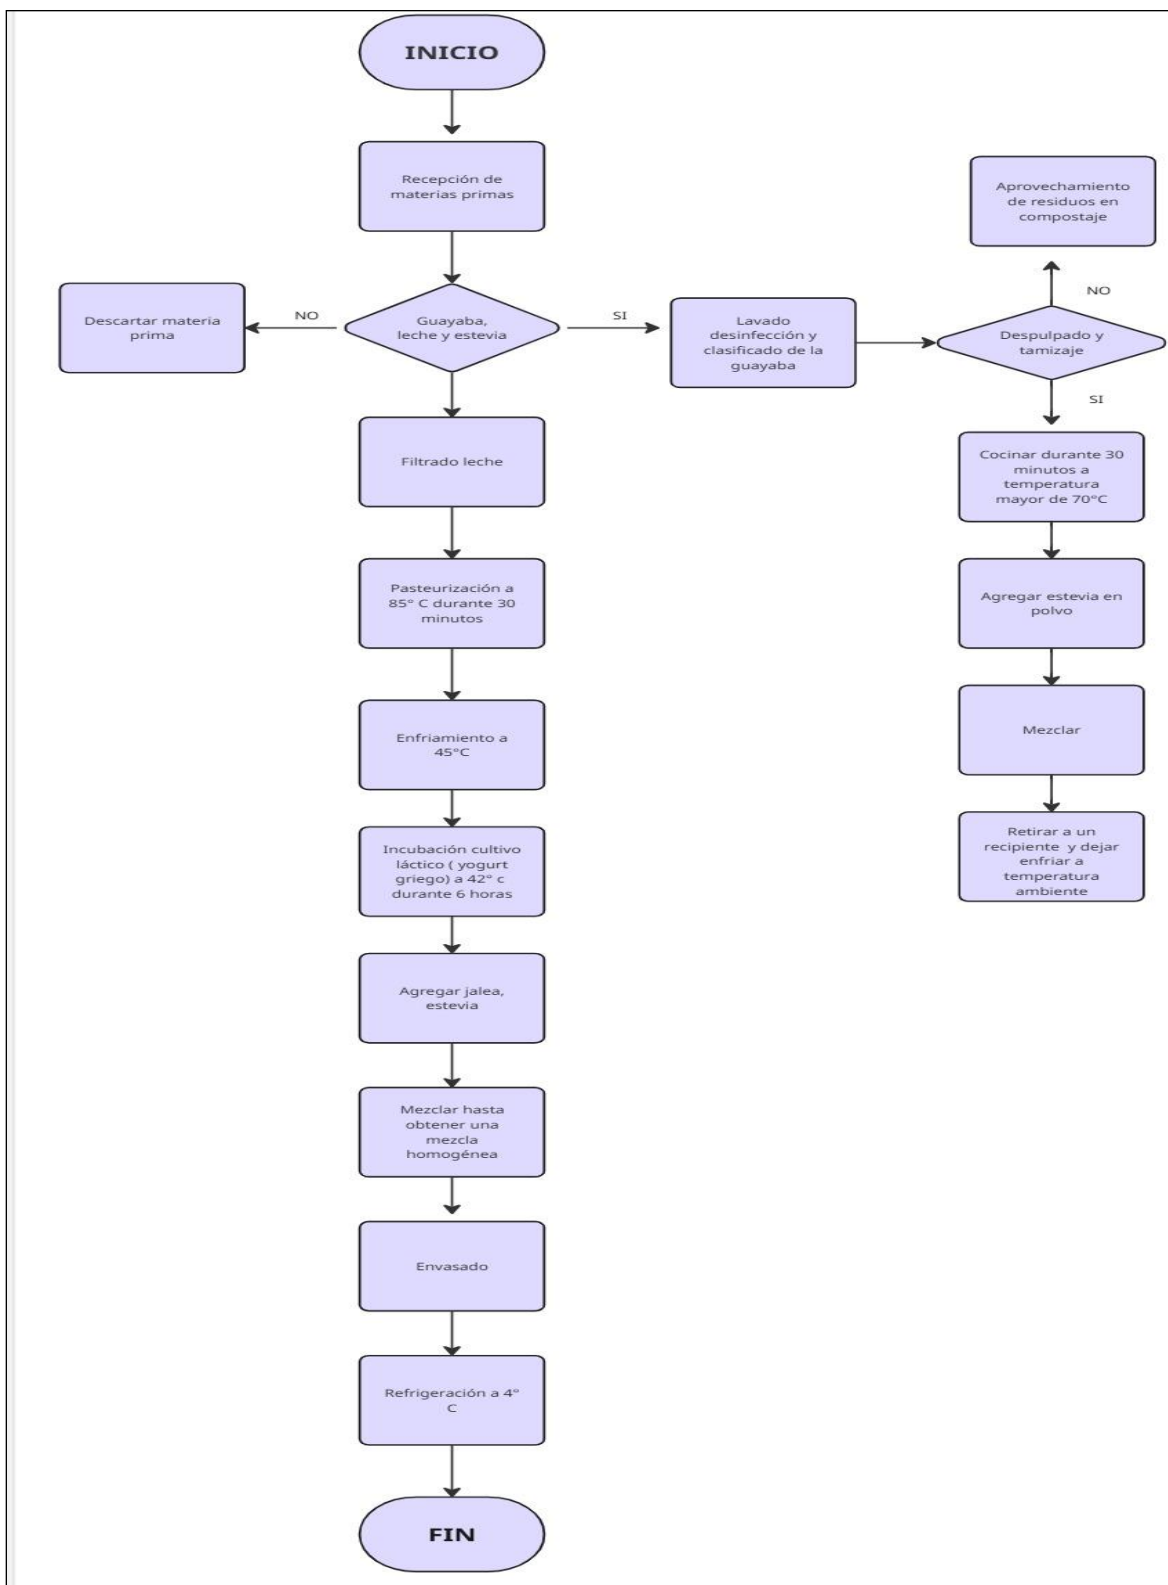 INICIO
Recepción de
materias primas
Guayaba,
leche y estevia
NO
Descartar materia
prima
SI
Lavado
desinfección y
clasificado de la
guayaba
Despulpado y
tamizaje
NO
Aprovechamiento
de residuos en
compostaje
SI
Cocinar durante 30
minutos a
temperatura
mayor de 70°C
Agregar estevia en
polvo
Mezclar
Retirar a un
recipiente y dejar
enfriar a
temperatura
ambiente
Filtrado leche
Pasteurización a
85° C durante 30
minutos
Enfriamiento a
45°C
Incubación cultivo
láctico ( yogurt
griego) a 42° c
durante 6 horas
Agregar jalea,
estevia
Mezclar hasta
obtener una
mezcla
homogénea
Envasado
Refrigeración a 4°
C
FIN